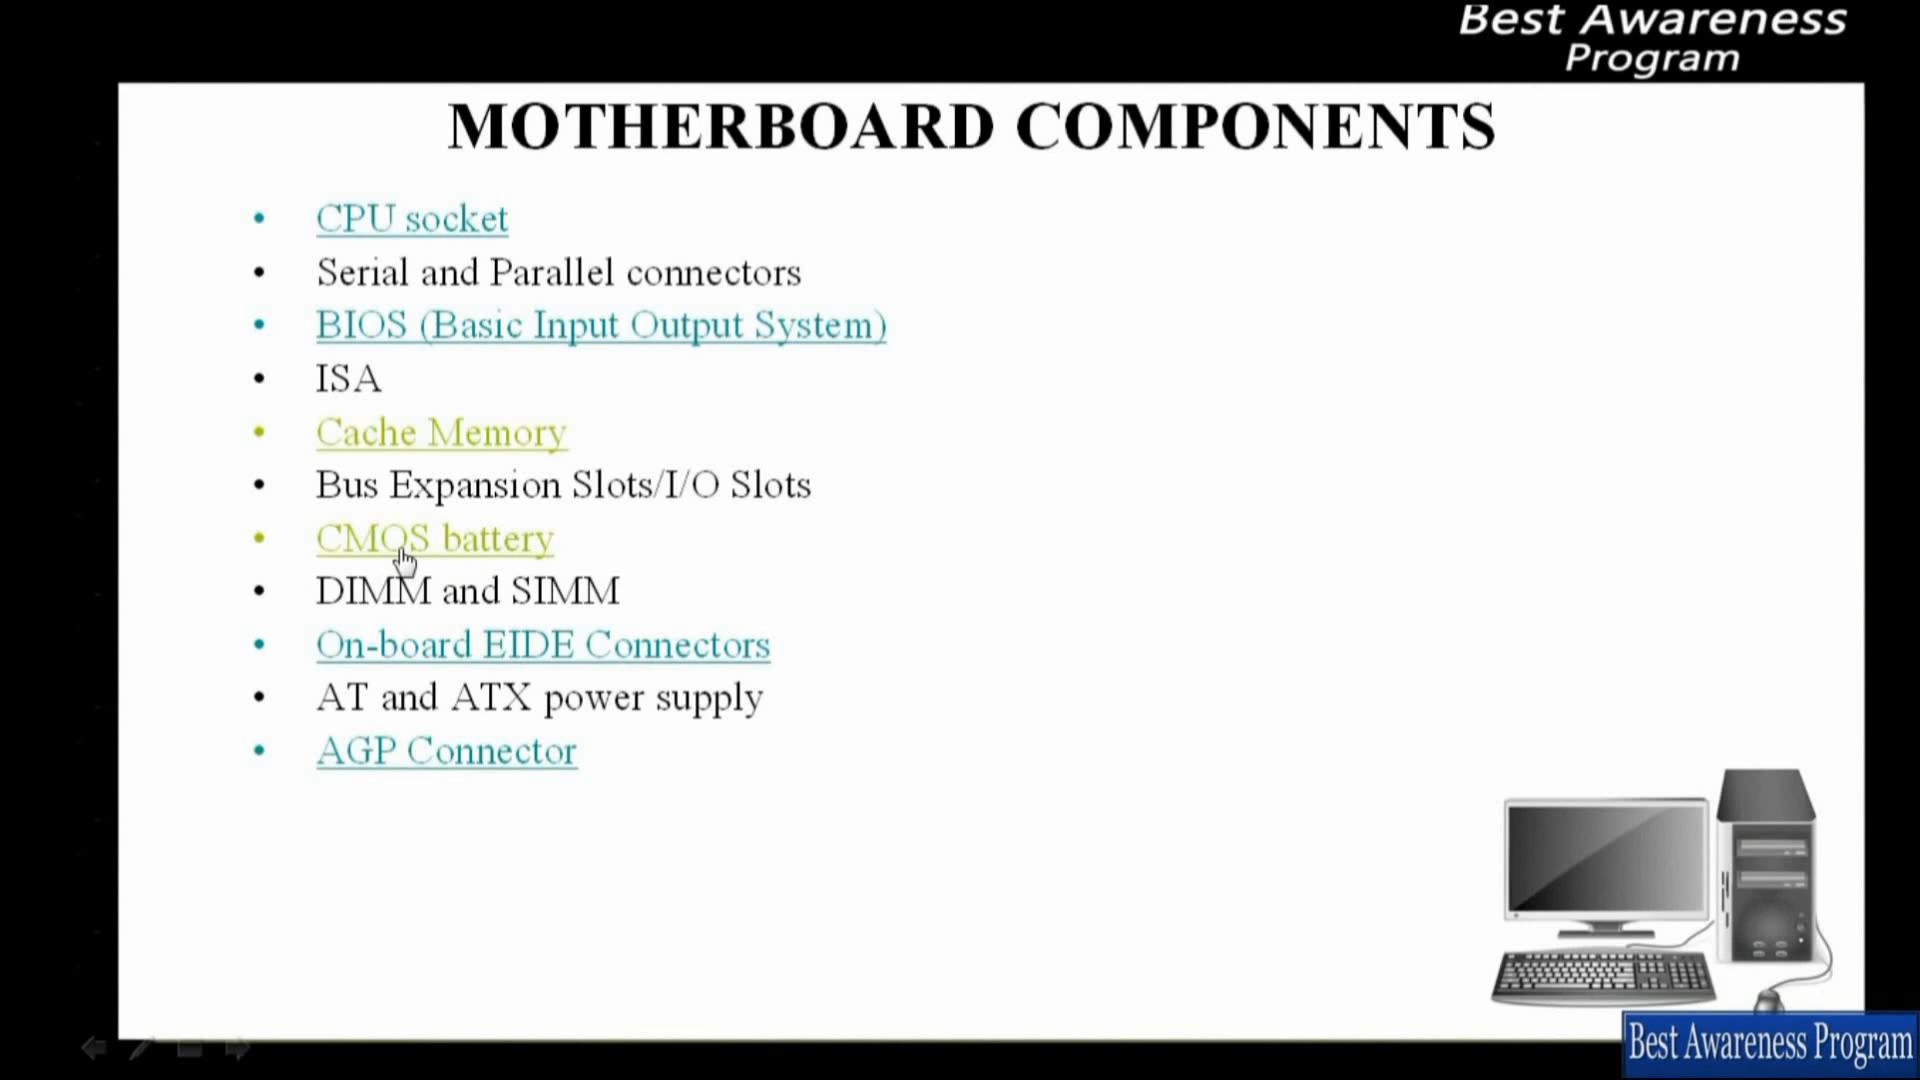 Best Awareness
Program
MOTHERBOARD COMPONENTS
• CPU socket
• Serial and Parallel connectors
• BIOS (Basic Input Output System)
• ISA
• Cache Memory
• Bus Expansion Slots/I/O Slots
• CMOS battery
• DIMM and SIMM
• On-board EIDE Connectors
• AT and ATX power supply
• AGP Connector
Best Awareness Program